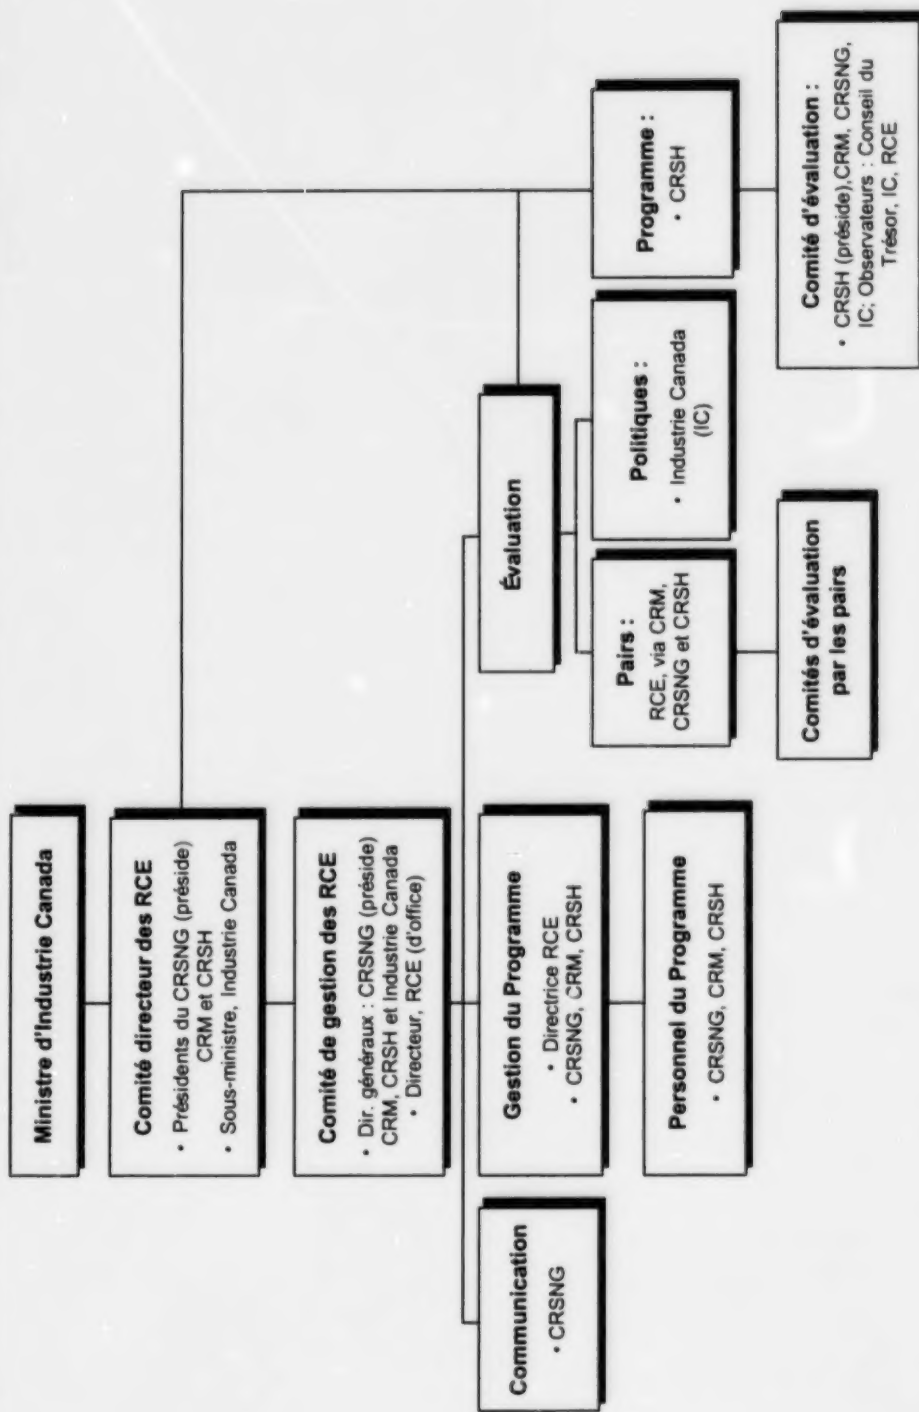 Ministre d'Industrie Canada
Comité directeur des RCE
• Présidents du CRSNG (préside)
CRM et CRSH
• Sous-ministre, Industrie Canada
Comité de gestion des RCE
• Dir. généraux : CRSNG (préside)
CRM, CRSH et Industrie Canada
• Directeur, RCE (d'office)
Communication
• CRSNG
Gestion du Programme
• Directrice RCE
• CRSNG, CRM, CRSH
Personnel du Programme
• CRSNG, CRM, CRSH
Évaluation
Pairs :
RCE, via CRM,
CRSNG et CRSH
Comités d'évaluation
par les pairs
Politiques :
• Industrie Canada
(IC)
Programme :
• CRSH
Comité d'évaluation :
• CRSH (préside),CRM, CRSNG,
IC; Observateurs : Conseil du
Trésor, IC, RCE